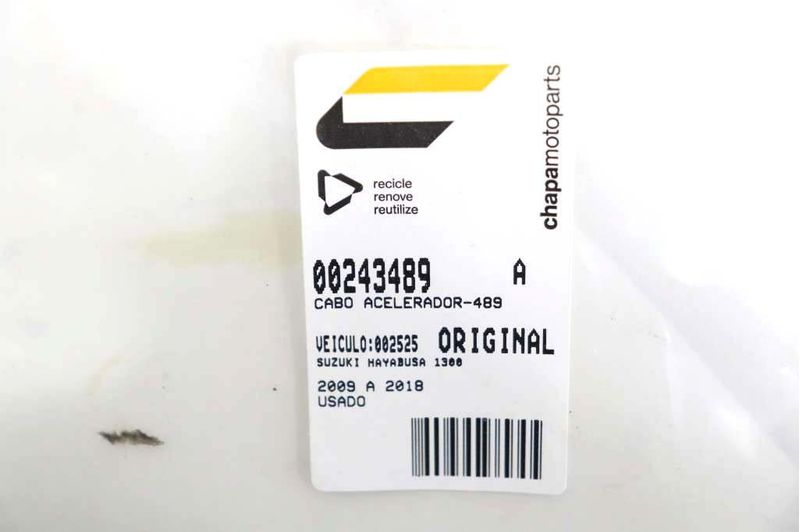 chapamotoparts
recicle
renove
reutilize
00243489 A
CABO ACELERADOR-489
VEICULO:002525 ORIGINAL
SUZUKI HAYABUSA 1300
2009 A 2018
USADO